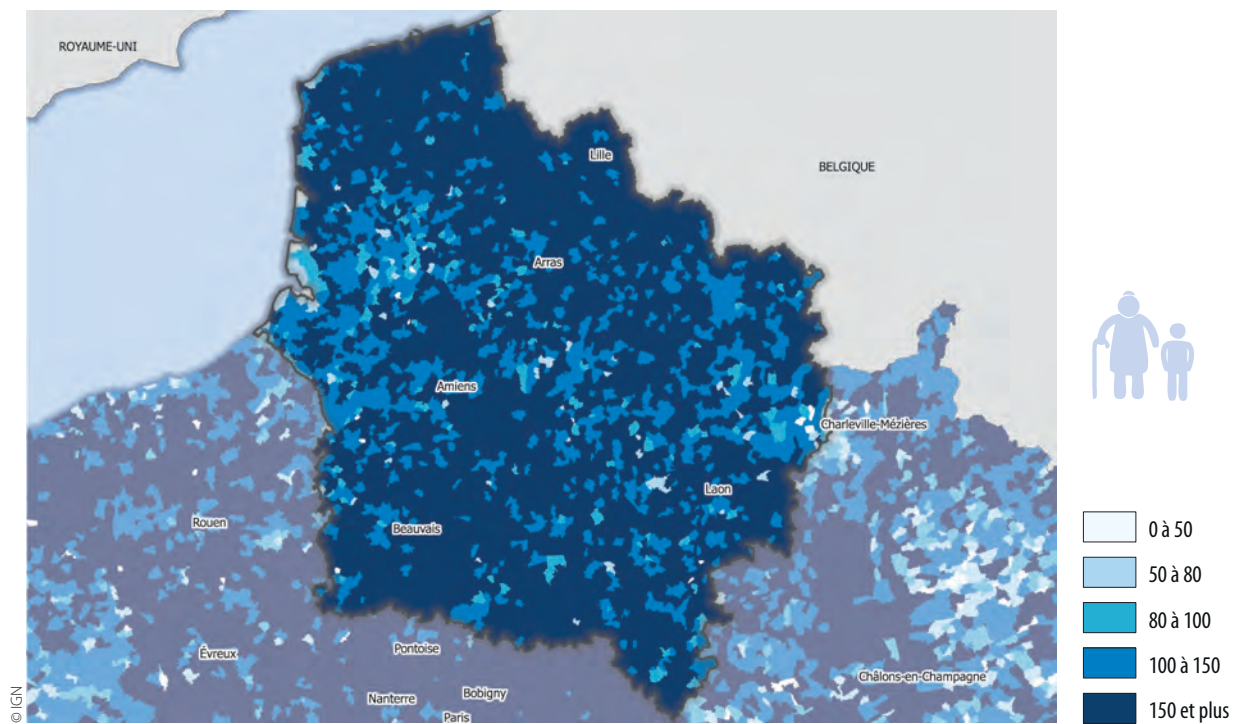 ROYAUME-UNI
Lille
BELGIQUE
Arras
Amiens
Charleville-Mézières
Laon
Rouen
Beauvais
Évreux
Pontoise
Châlons-en-Champagne
Nanterre
Bobigny
Paris
© IGN
0 à 50
50 à 80
80 à 100
100 à 150
150 et plus